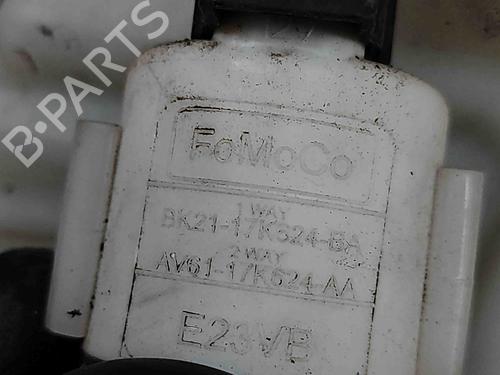 B·PARTS
FoMoCo
1 WAY
BK21-17K624-BA
2 WAY
AV61-17K624-AA
E23VB